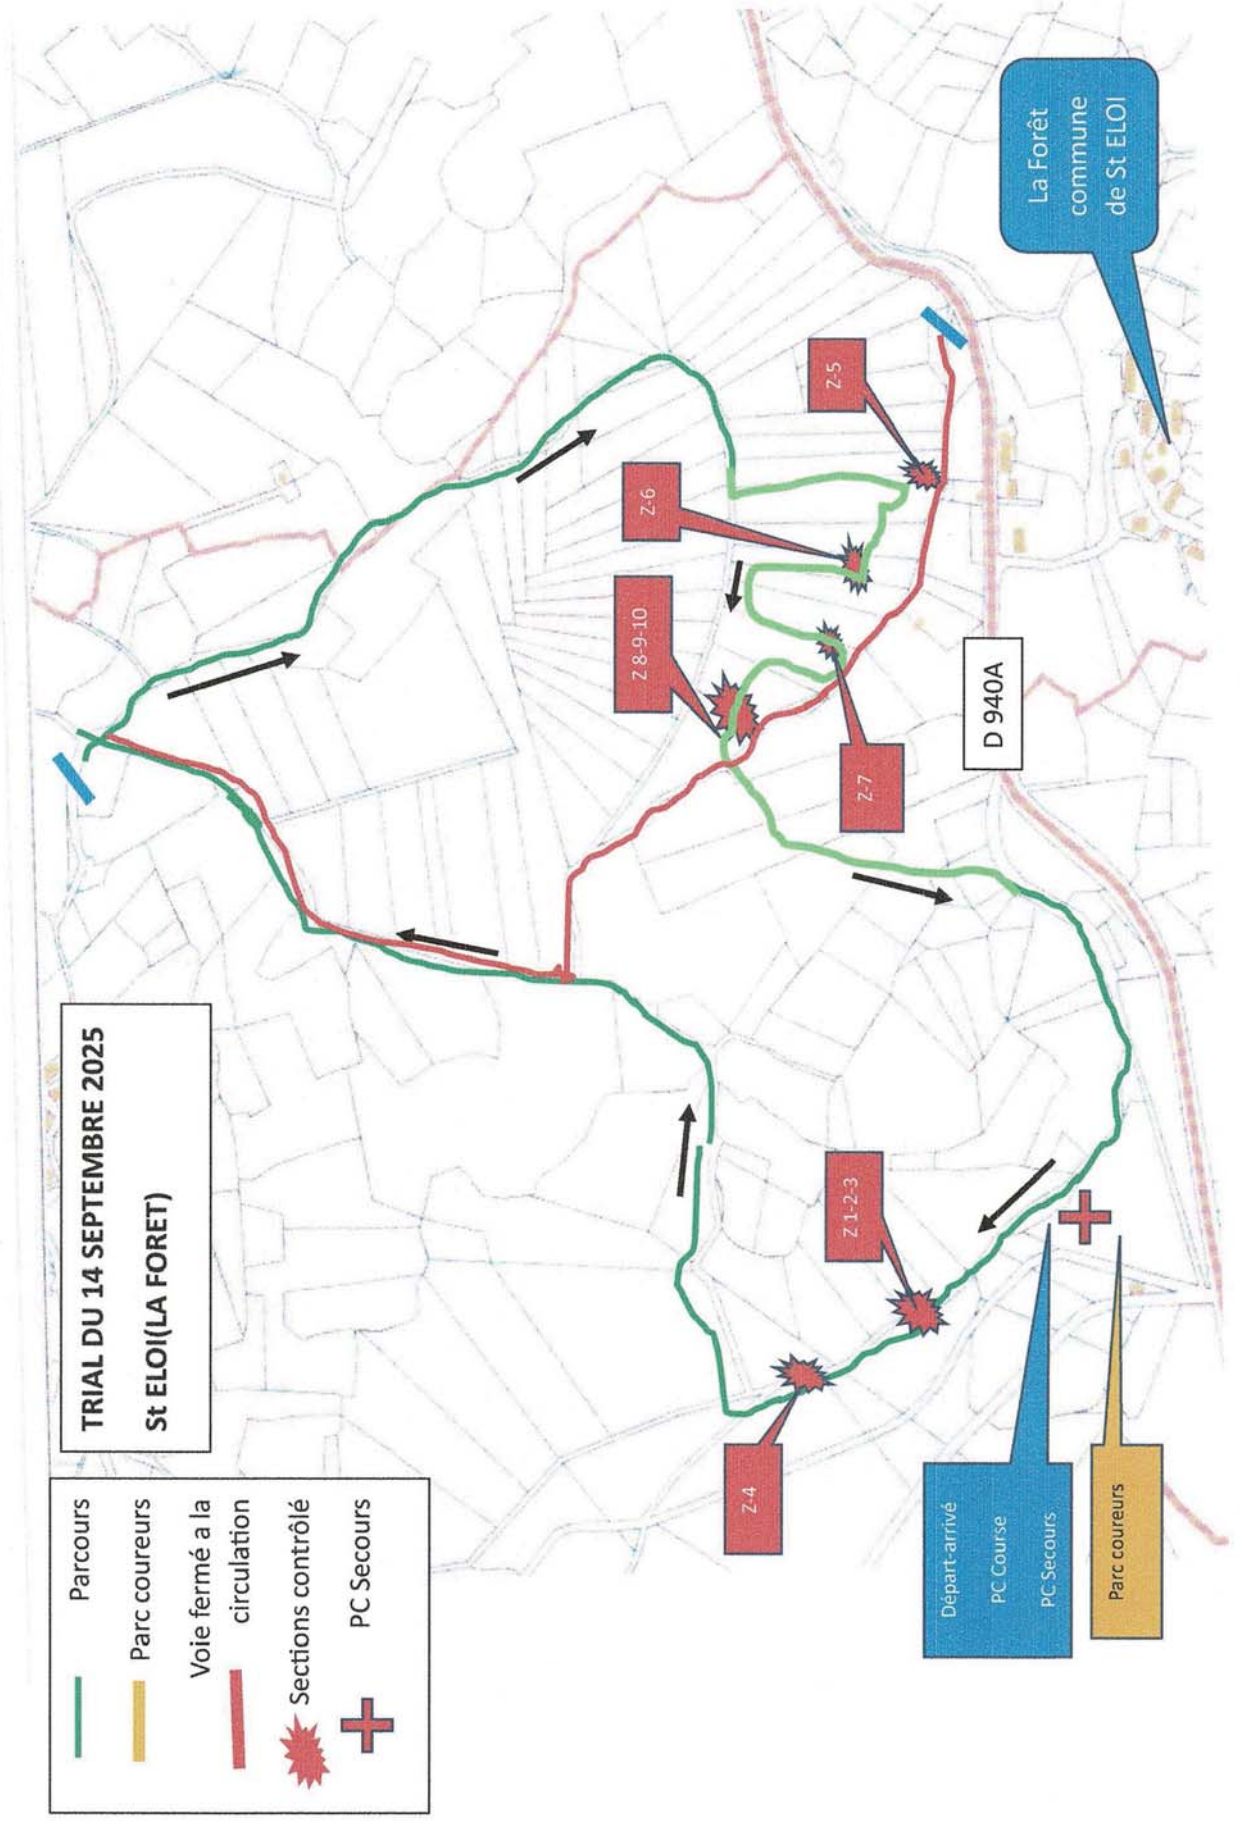 TRIAL DU 14 SEPTEMBRE 2025
St ELOI(LA FORET)
Parcours
Parc coureurs
Voie fermé a la
circulation
Sections contrôlé
PC Secours
Z-4
Z 1-2-3
Z 8-9-10
Z-6
Z-5
Z-7
D 940A
La Forêt
commune
de St ELOI
Départ-arrivé
PC Course
PC Secours
Parc coureurs